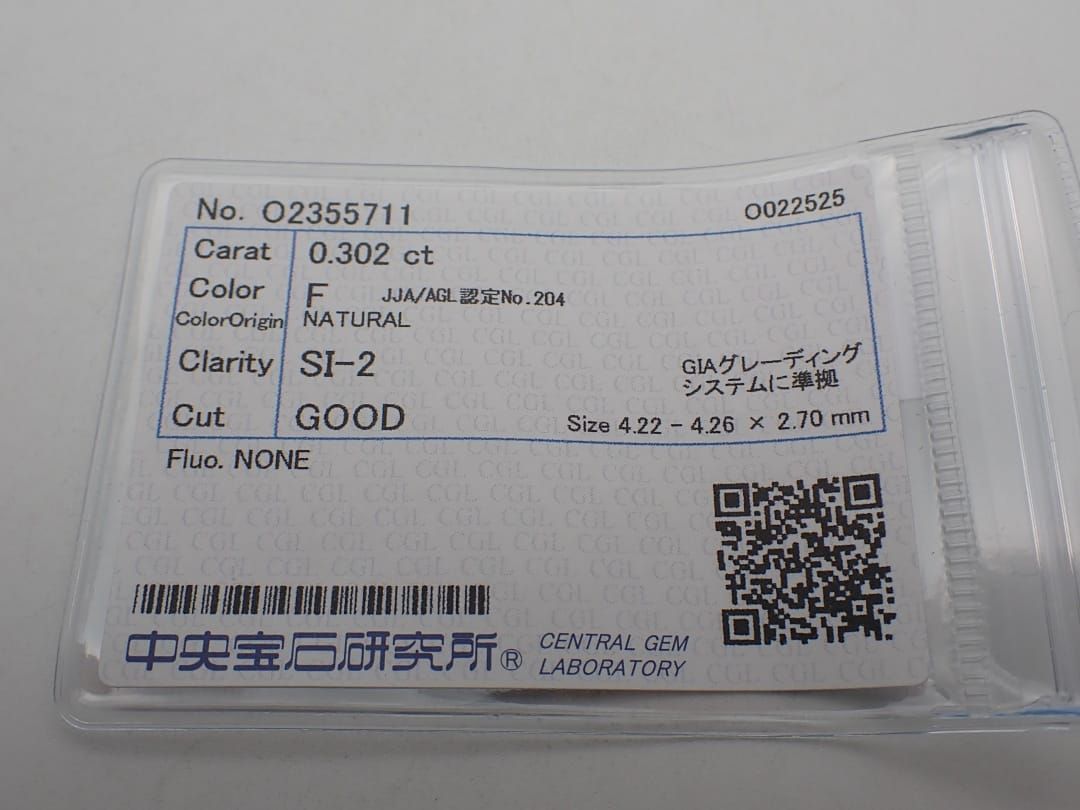 No. O2355711
O022525
Carat 0.302 ct
Color F JJA/AGL認定No.204
ColorOrigin NATURAL
Clarity SI-2
GIAグレーディング
システムに準拠
Cut GOOD
Size 4.22 - 4.26 × 2.70 mm
Fluo. NONE
中央宝石研究所®
CENTRAL GEM
LABORATORY